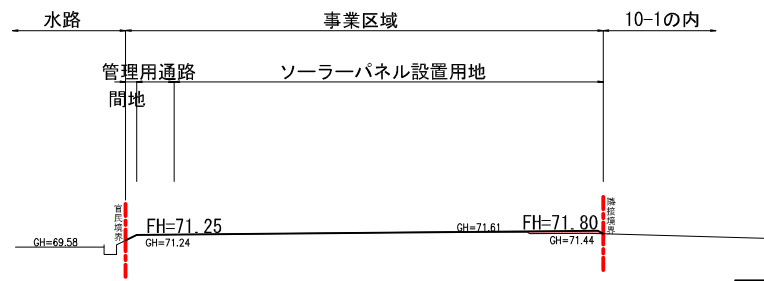 水路
事業区域
10-1の内
管理用通路
ソーラーパネル設置用地
間地
官民境界
隣接境界
FH=71.25
GH=71.61
FH=71.80
GH=69.58
GH=71.24
GH=71.44